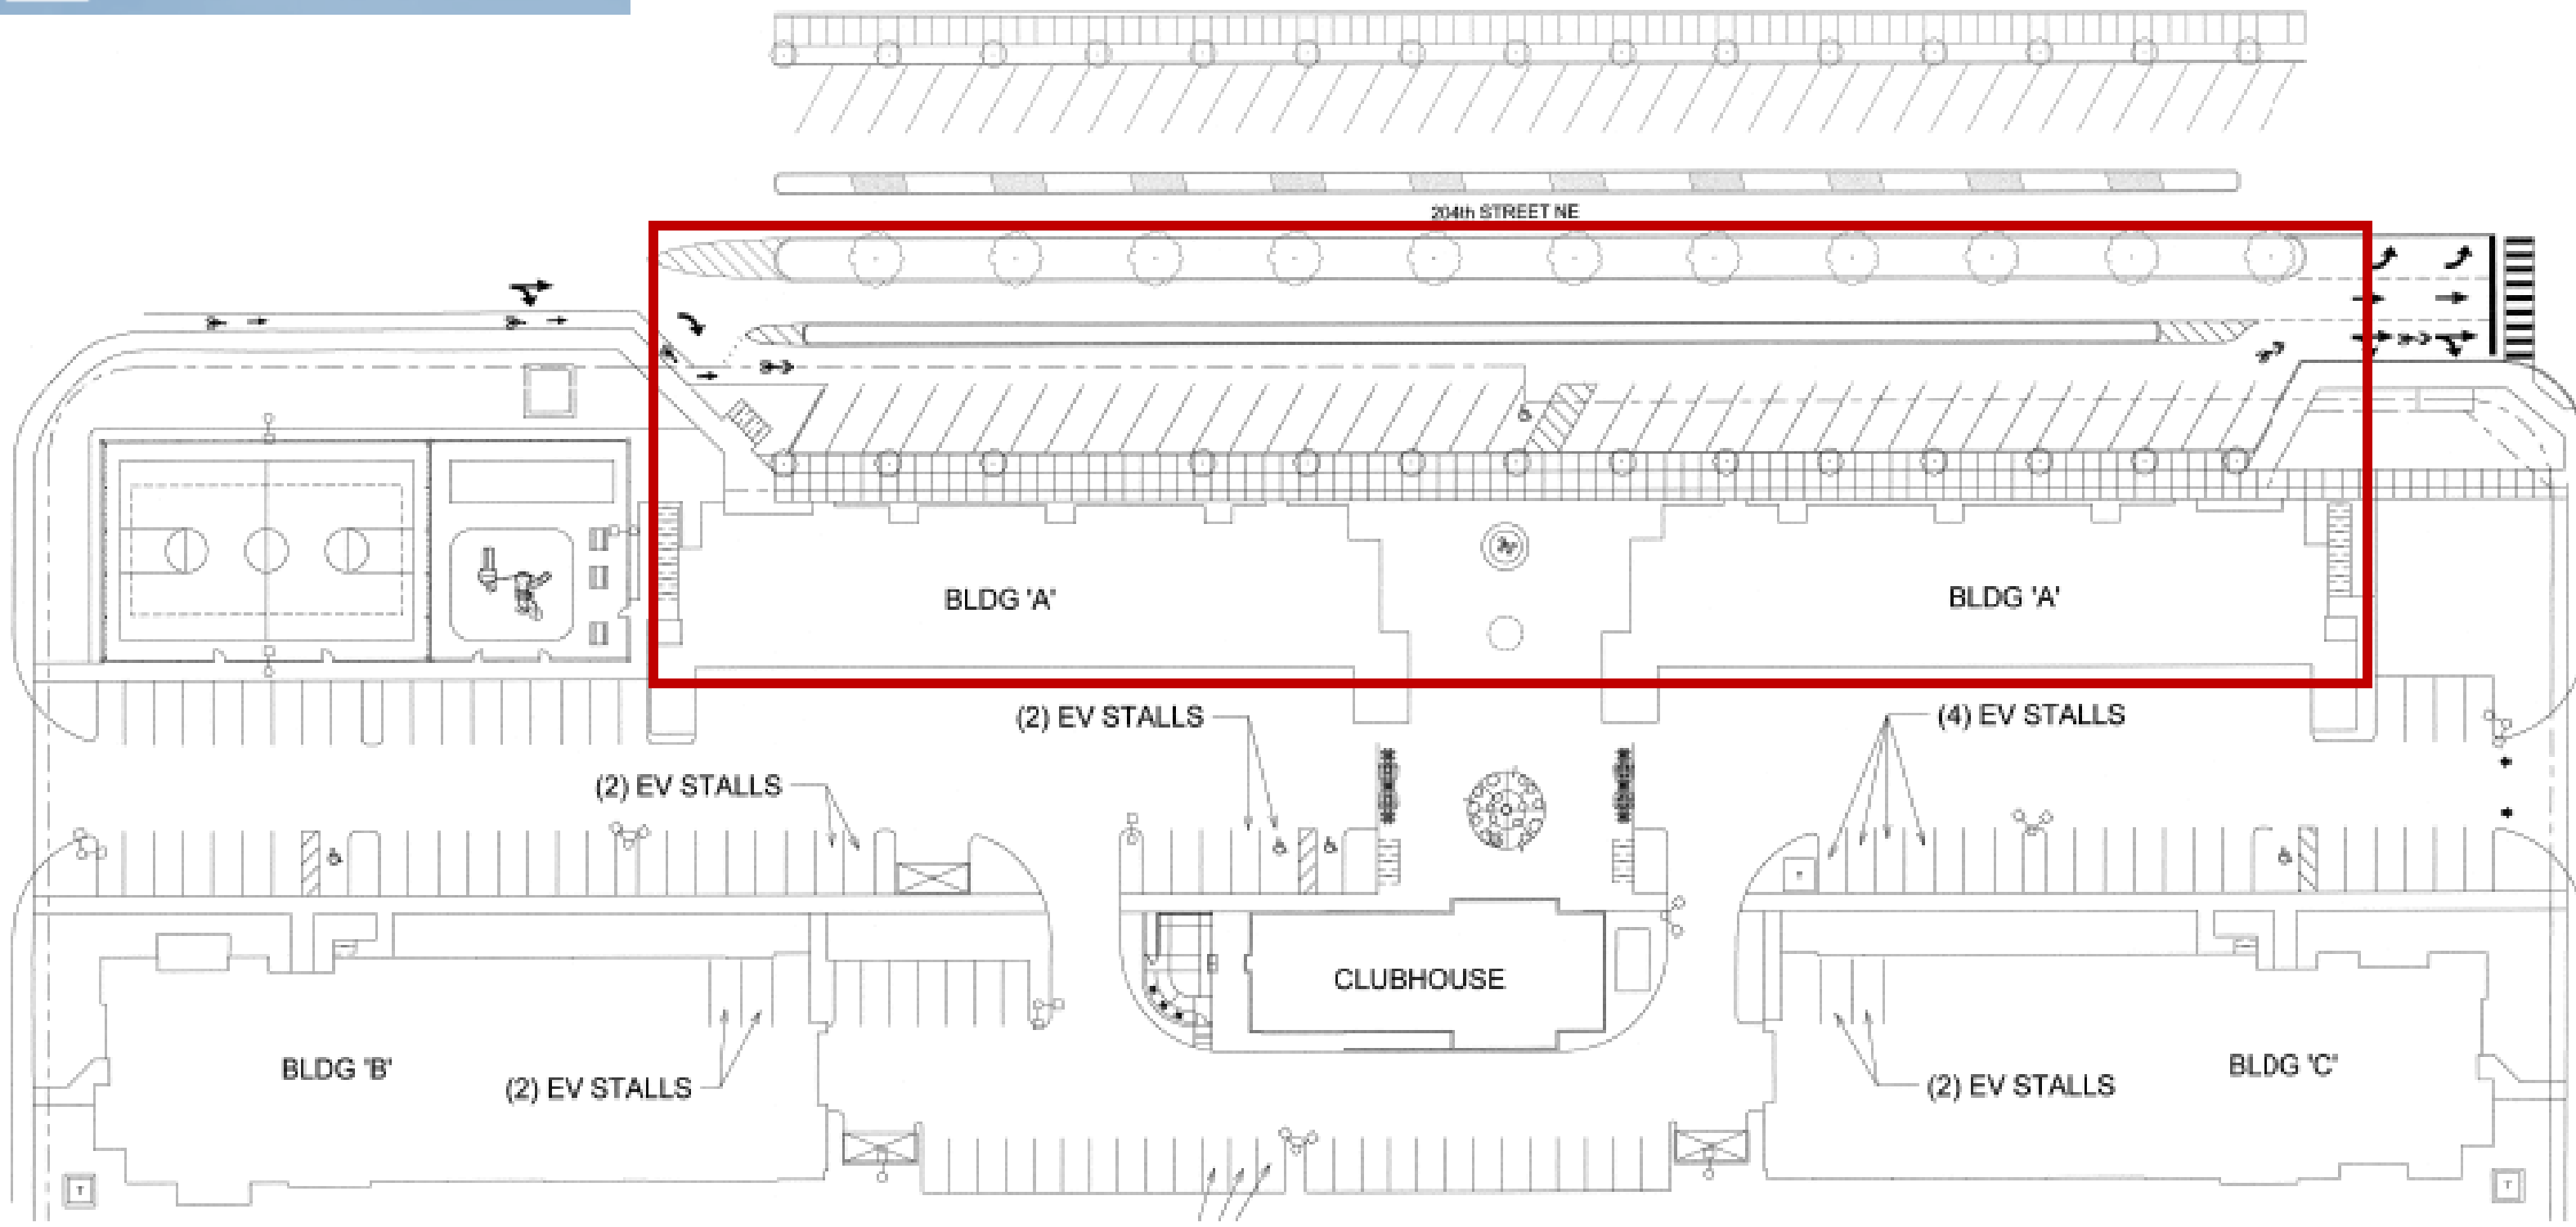 204th STREET NE
BLDG 'A'
BLDG 'A'
(2) EV STALLS
(4) EV STALLS
(2) EV STALLS
T
CLUBHOUSE
BLDG 'B'
BLDG 'C'
(2) EV STALLS
(2) EV STALLS
T
T